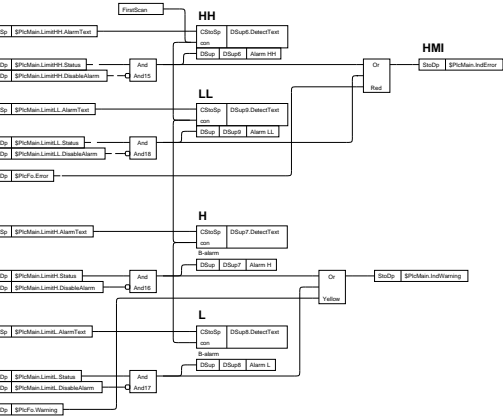 FirstScan
HH
Sp $PlcMain.LimitHH.AlarmText
CStoSp DSup6.DetectText
con
HMI
DSup DSup6 Alarm HH
Dp $PlcMain.LimitHH.Status
And
Or
StoDp $PlcMain.IndError
Dp $PlcMain.LimitHH.DisableAlarm
And15
Red
LL
Sp $PlcMain.LimitLL.AlarmText
CStoSp DSup9.DetectText
con
DSup DSup9 Alarm LL
Dp $PlcMain.LimitLL.Status
And
Dp $PlcMain.LimitLL.DisableAlarm
And18
Dp $PlcFo.Error
H
Sp $PlcMain.LimitH.AlarmText
CStoSp DSup7.DetectText
con
B-alarm
DSup DSup7 Alarm H
Dp $PlcMain.LimitH.Status
And
Or
StoDp $PlcMain.IndWarning
Dp $PlcMain.LimitH.DisableAlarm
And16
Yellow
L
Sp $PlcMain.LimitL.AlarmText
CStoSp DSup8.DetectText
con
B-alarm
DSup DSup8 Alarm L
Dp $PlcMain.LimitL.Status
And
Dp $PlcMain.LimitL.DisableAlarm
And17
Dp $PlcFo.Warning